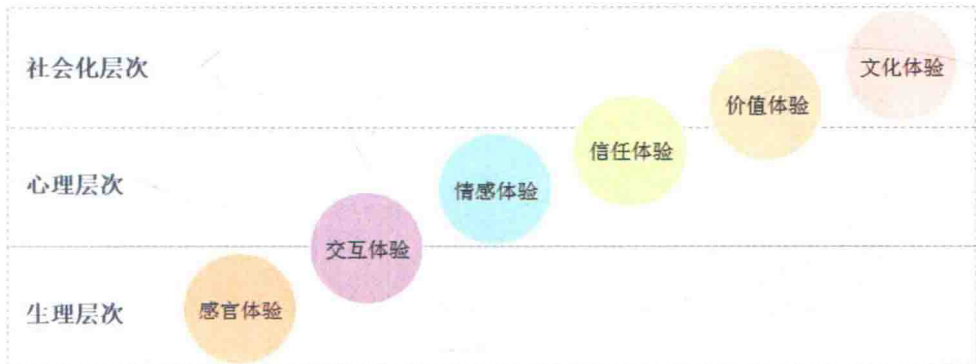 社会化层次
文化体验
价值体验
信任体验
心理层次
情感体验
交互体验
生理层次
感官体验